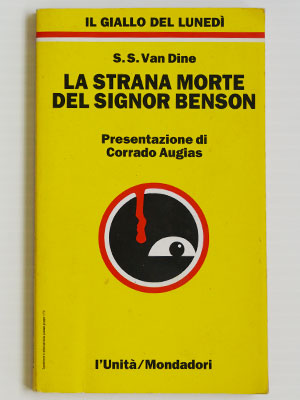 IL GIALLO DEL LUNEDÌ
S. S. Van Dine
LA STRANA MORTE
DEL SIGNOR BENSON
Presentazione di
Corrado Augias
l'Unità/Mondadori